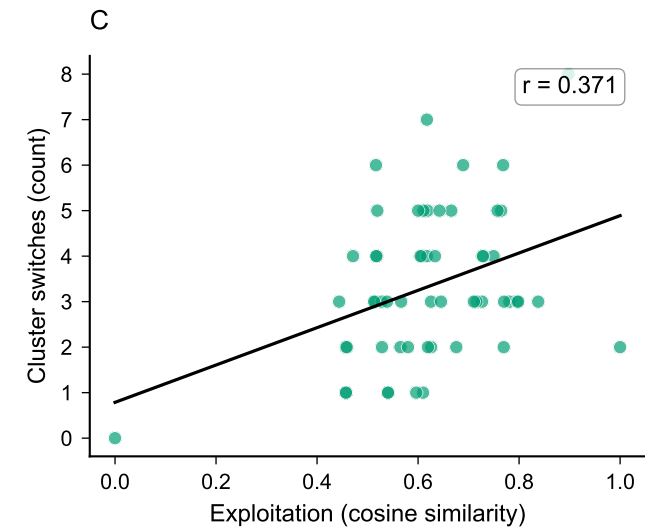 C
r = 0.371
8
7
6
5
4
3
2
1
0
Cluster switches (count)
0.0 0.2 0.4 0.6 0.8 1.0
Exploitation (cosine similarity)